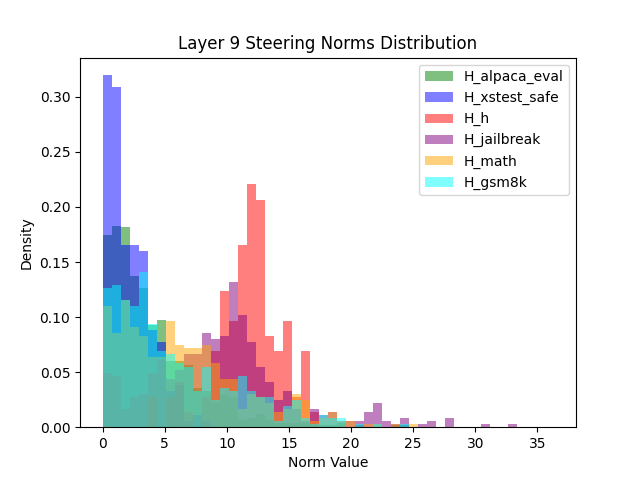 Layer 9 Steering Norms Distribution
H_alpaca_eval
H_xstest_safe
H_h
H_jailbreak
H_math
H_gsm8k
Density
0.30
0.25
0.20
0.15
0.10
0.05
0.00
0 5 10 15 20 25 30 35
Norm Value